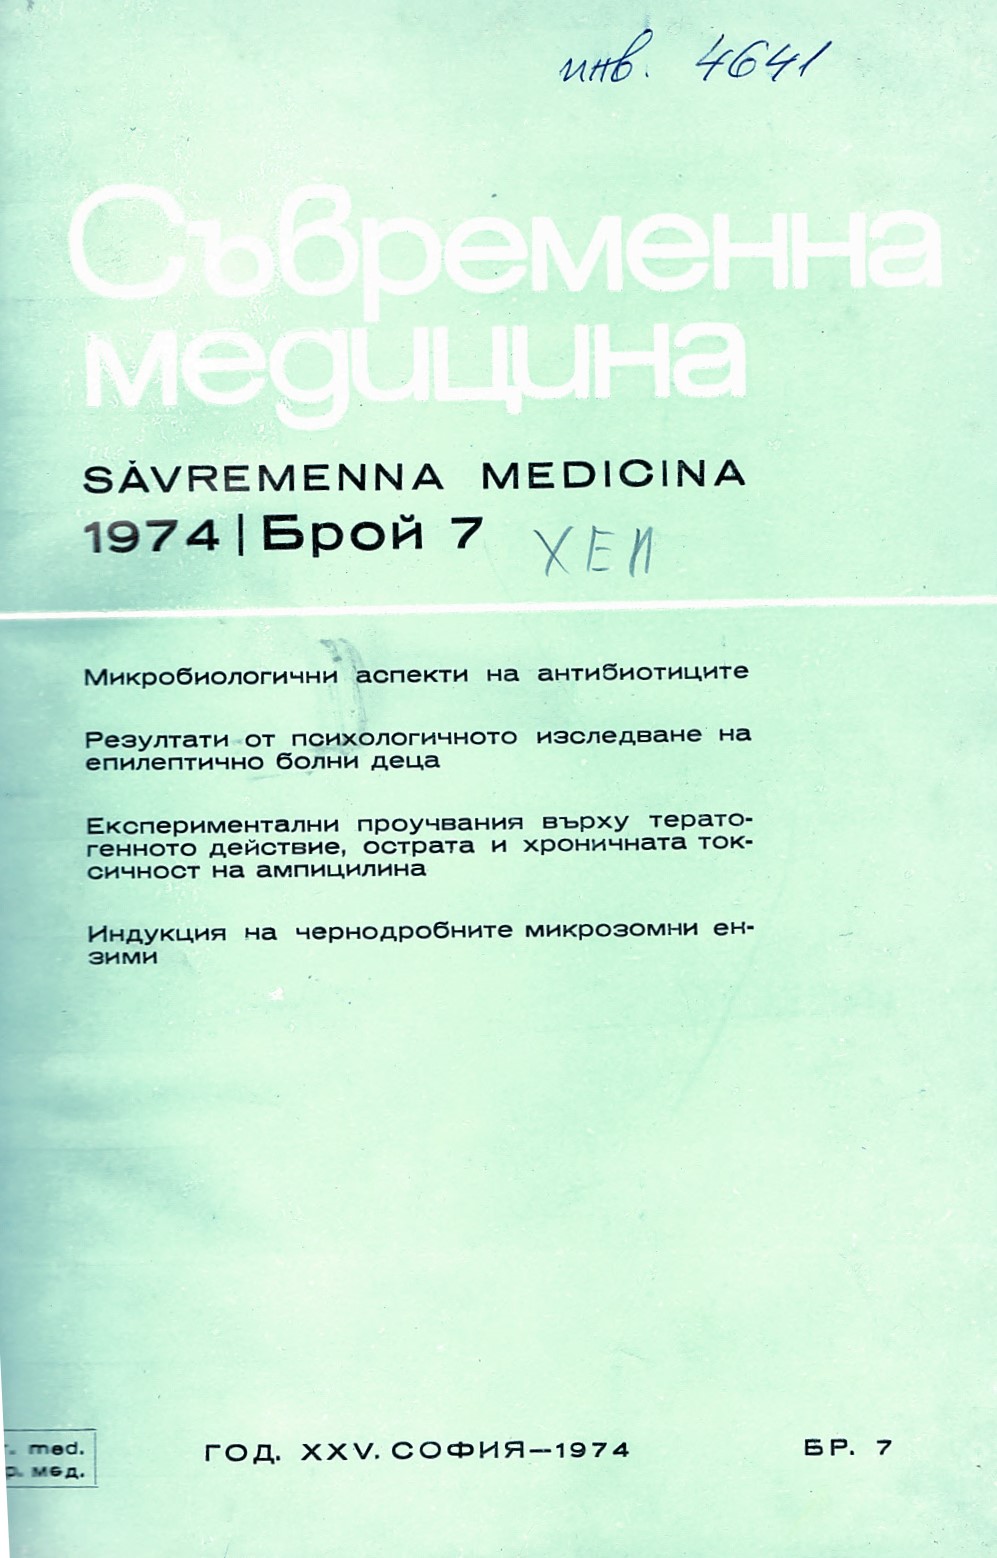 инв. 4641
Съвременна
медицина
SǍVREMENNA MEDICINA
1974 | Брой 7
ХЕИ
Микробиологични аспекти на антибиотиците
Резултати от психологичното изследване на
епилептично болни деца
Експериментални проучвания върху терато-
генното действие, острата и хроничната ток-
сичност на ампицилина
Индукция на чернодробните микрозомни ен-
зими
med.
мед.
ГОД. XXV. СОФИЯ—1974
БР. 7